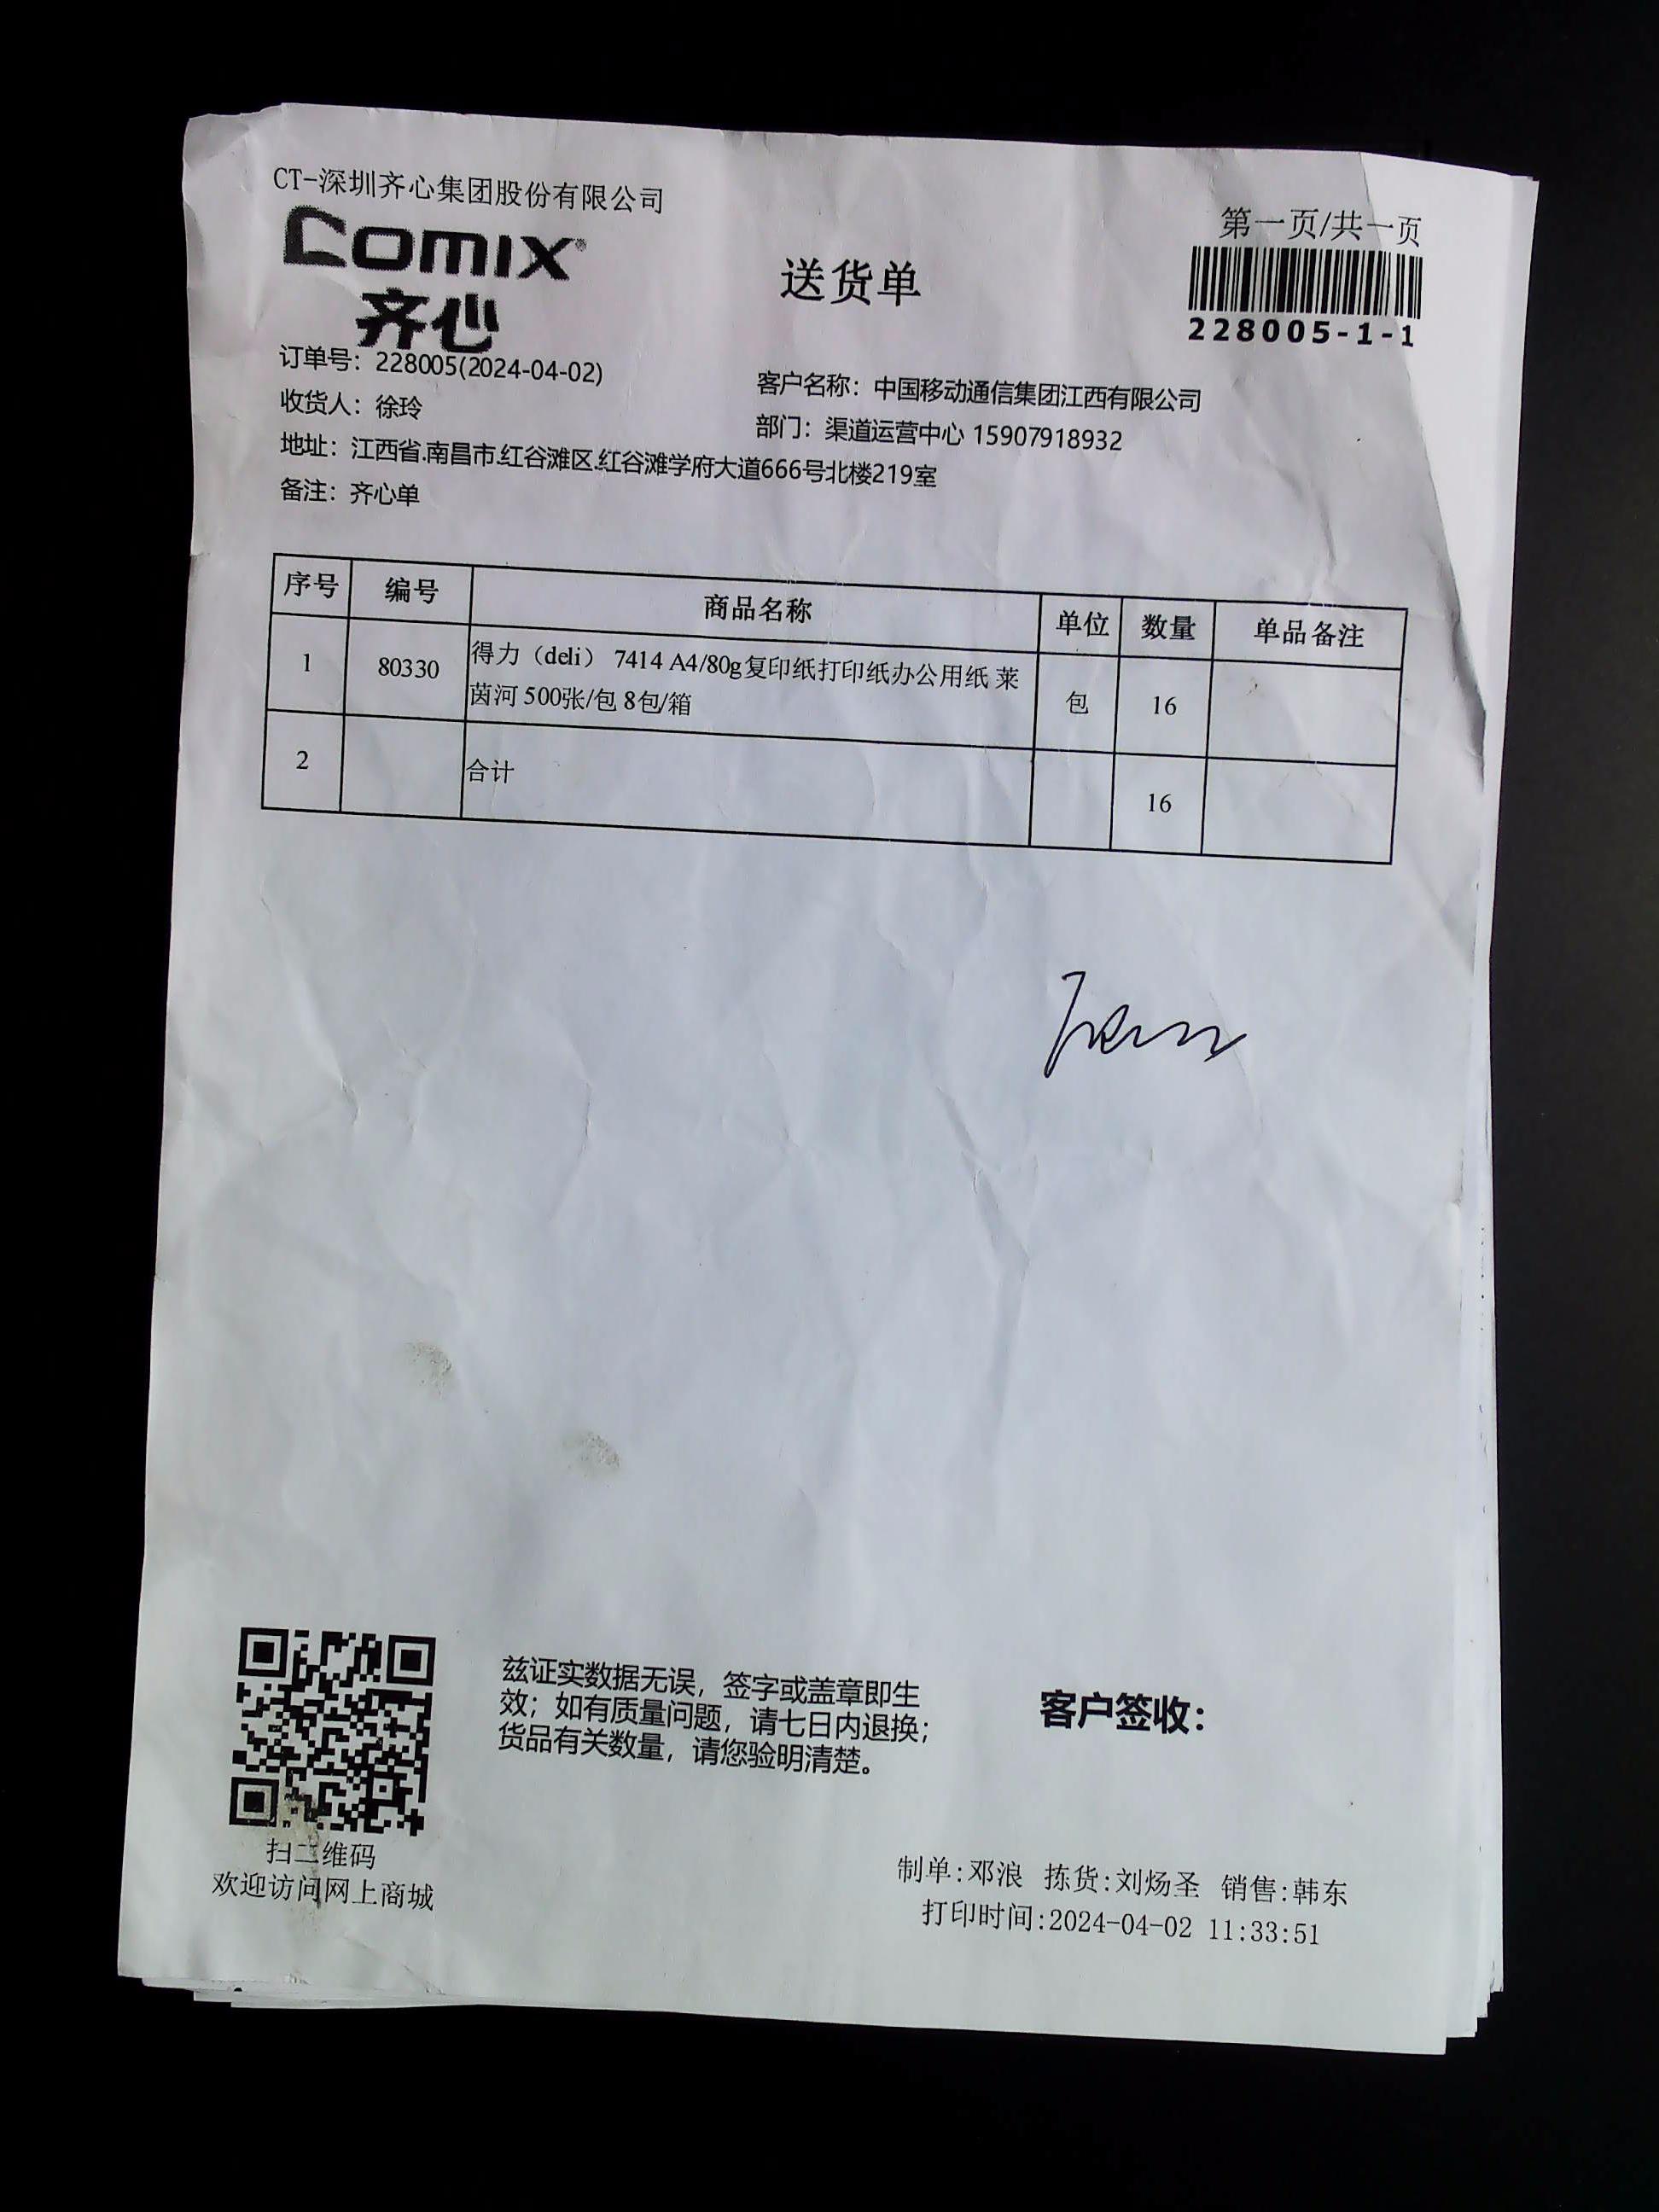 CT-深圳齐心集团股份有限公司
第一页/共一页
comix
齐心
送货单
228005-1-1
订单号：228005(2024-04-02)
客户名称：中国移动通信集团江西有限公司
收货人：徐玲
部门：渠道运营中心 15907918932
地址：江西省.南昌市.红谷滩区.红谷滩学府大道666号北楼219室
备注：齐心单
序号 编号 商品名称 单位 数量 单品备注
1 80330 得力（deli） 7414 A4/80g复印纸打印纸办公用纸 莱
茵河 500张/包 8包/箱 包 16
2 合计 16
兹证实数据无误，签字或盖章即生
效；如有质量问题，请七日内退换；
货品有关数量，请您验明清楚。
客户签收：
扫二维码
欢迎访问网上商城
制单:邓浪 拣货:刘炀圣 销售:韩东
打印时间:2024-04-02 11:33:51